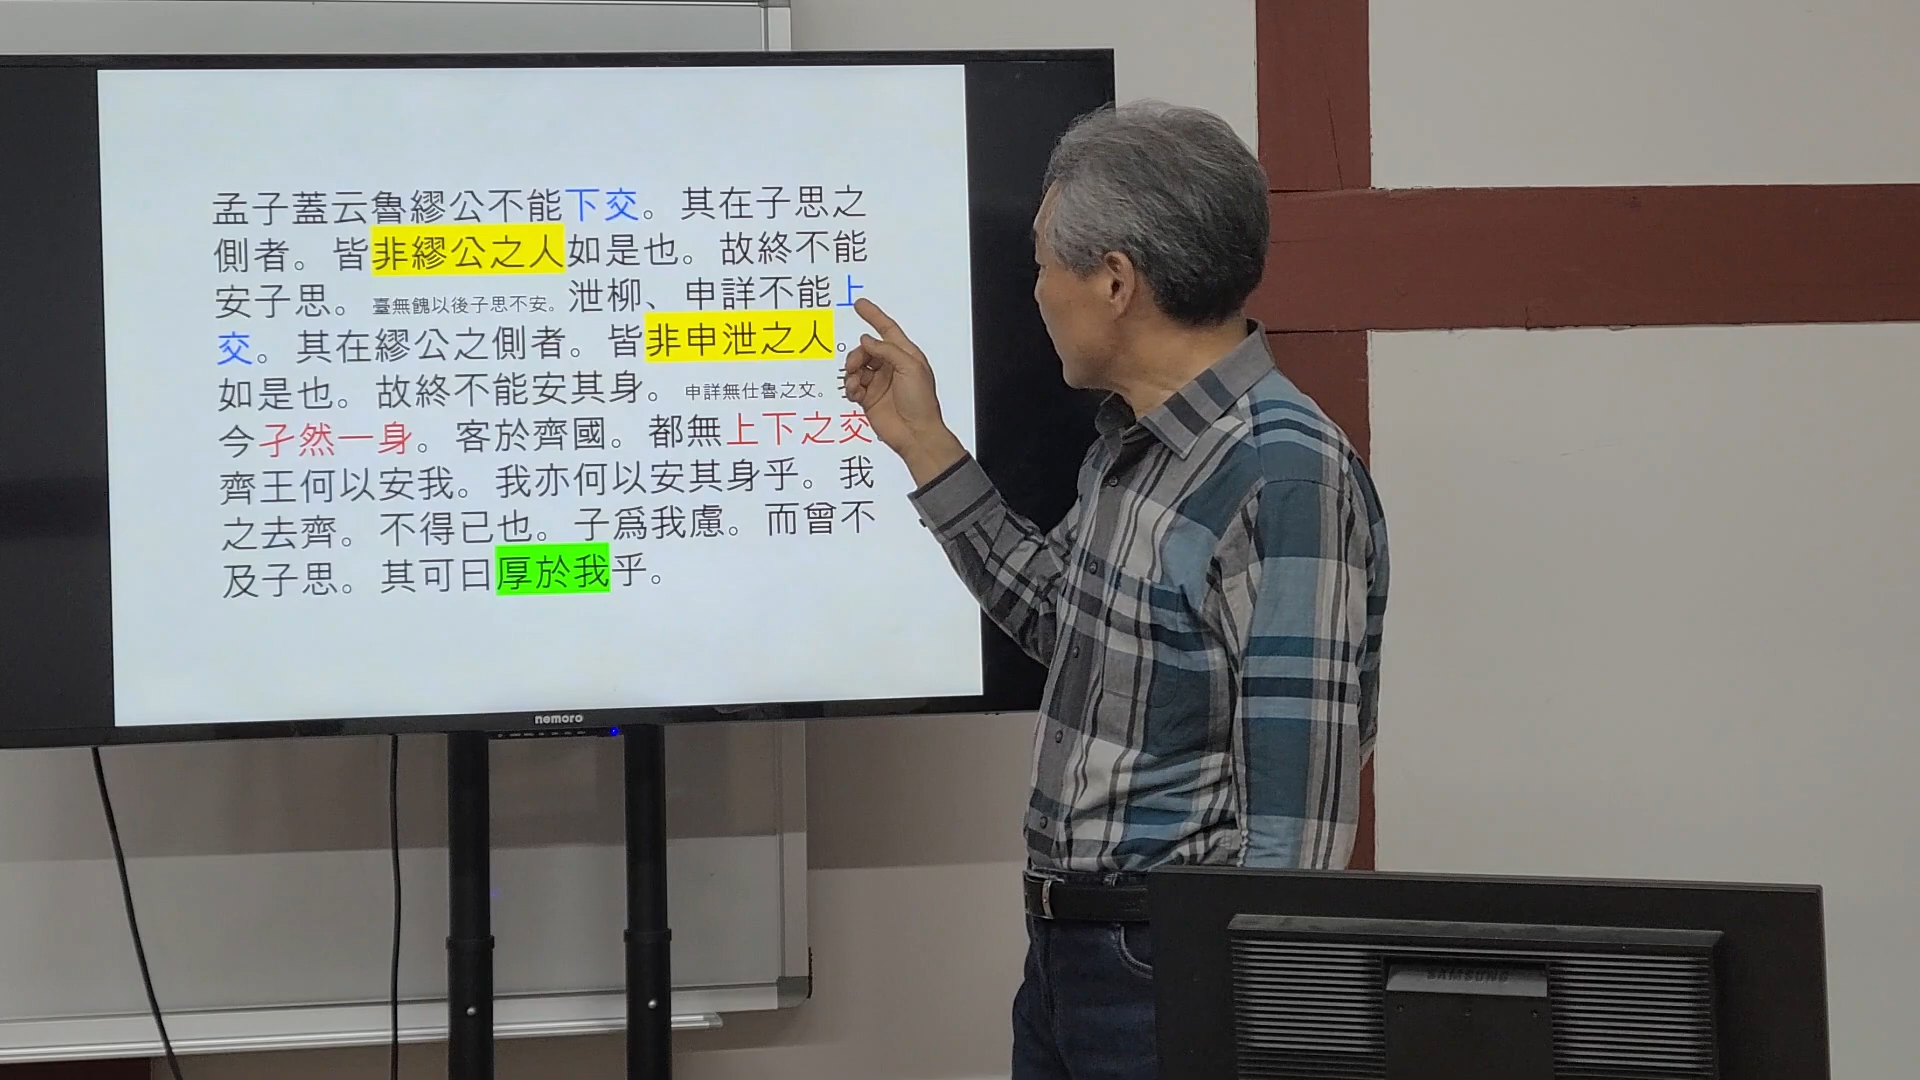 孟子蓋云魯繆公不能下交。其在子思之
側者。皆非繆公之人如是也。故終不能
安子思。臺無餽以後子思不安。泄柳、申詳不能上
交。其在繆公之側者。皆非申泄之人。
如是也。故終不能安其身。申詳無仕魯之文。
今孑然一身。客於齊國。都無上下之交
齊王何以安我。我亦何以安其身乎。我
之去齊。不得已也。子爲我慮。而曾不
及子思。其可曰厚於我乎。
nemoro
SAMSUNG